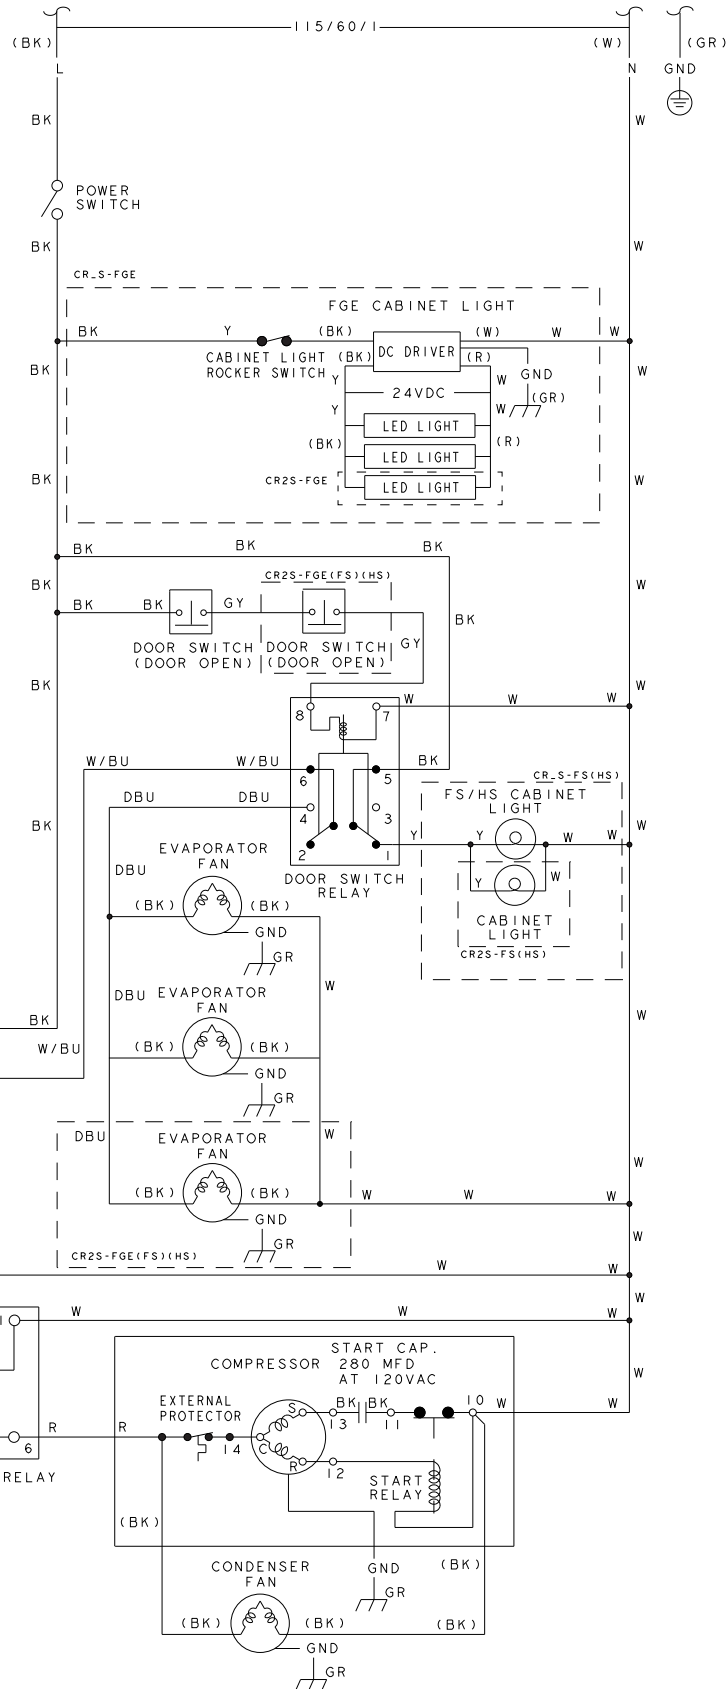 115/60/1
(BK)
(W)
(GR)
L
N
GND
BK
W
POWER
SWITCH
BK
W
CR_S-FGE
FGE CABINET LIGHT
BK
Y
(BK)
(W)
W
W
CABINET LIGHT
ROCKER SWITCH
(BK)
DC DRIVER
(R)
BK
W
Y
W
GND
24VDC
(GR)
Y
W
LED LIGHT
(BK)
(R)
LED LIGHT
BK
CR2S-FGE
LED LIGHT
W
BK
BK
BK
BK
W
CR2S-FGE(FS)(HS)
BK
BK
GY
BK
DOOR SWITCH
(DOOR OPEN)
DOOR SWITCH
(DOOR OPEN)
GY
BK
W
W
W
W
8
7
W/BU
W/BU
6
5
BK
CR_S-FS(HS)
DBU
DBU
4
3
FS/HS CABINET
LIGHT
BK
W
Y
Y
W
W
2
1
EVAPORATOR
FAN
DBU
DOOR SWITCH
RELAY
Y
W
(BK)
(BK)
CABINET
LIGHT
GND
GR
CR2S-FS(HS)
W
DBU
EVAPORATOR
FAN
BK
W
W/BU
(BK)
(BK)
GND
GR
DBU
EVAPORATOR
FAN
W
W
(BK)
(BK)
W
W
W
GND
GR
CR2S-FGE(FS)(HS)
W
W
W
W
W
W
W
1
START CAP.
COMPRESSOR 280 MFD
AT 120VAC
W
EXTERNAL
PROTECTOR
S
BK
BK
10
W
W
13
11
R
R
6
14
C
R
12
RELAY
START
RELAY
(BK)
CONDENSER
FAN
GND
(BK)
GR
(BK)
(BK)
(BK)
GND
GR